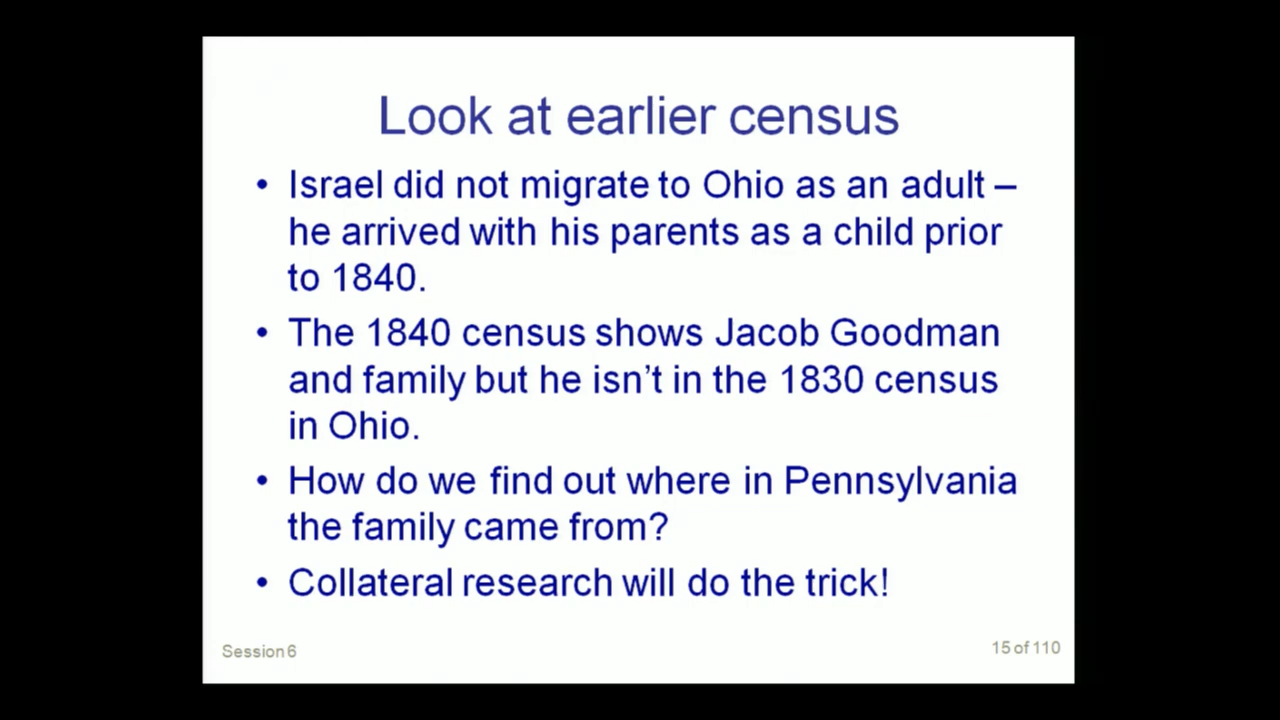 Look at earlier census
• Israel did not migrate to Ohio as an adult –
he arrived with his parents as a child prior
to 1840.
• The 1840 census shows Jacob Goodman
and family but he isn't in the 1830 census
in Ohio.
• How do we find out where in Pennsylvania
the family came from?
• Collateral research will do the trick!
Session 6
15 of 110